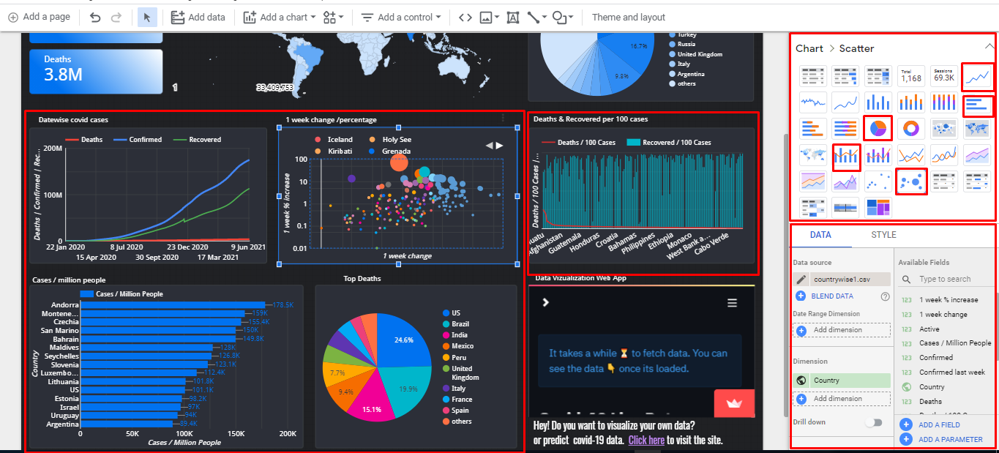 Add a page
Add data
Add a chart
Add a control
Theme and layout
Deaths
3.8M
1
33,409,753
16.7%
9.8%
Turkey
Russia
United Kingdom
Italy
Argentina
others
Datewise covid cases
Deaths
Confirmed
Recovered
Deaths | Confirmed | Rec...
200M
100M
0
22 Jan 2020
8 Jul 2020
23 Dec 2020
9 Jun 2021
15 Apr 2020
30 Sept 2020
17 Mar 2021
1 week change /percentage
Iceland
Holy See
Kiribati
Grenada
1 week % increase
100
10
1
0.1
0.01
1 week change
Deaths & Recovered per 100 cases
Deaths / 100 Cases
Recovered / 100 Cases
Deaths / 100 Cases |...
Afghanistan
Guatemala
Honduras
Croatia
Bahamas
Philippines
Ethiopia
Monaco
West Bank a...
Cabo Verde
Cases / million people
Cases / Million People
Country
Andorra
178.5K
Montene...
159K
Czechia
155.4K
San Marino
150K
Bahrain
149.8K
Maldives
128K
Seychelles
126.8K
Slovenia
123.1K
Luxembo...
112.4K
Lithuania
101.8K
US
101.1K
Estonia
98.2K
Israel
97K
Uruguay
94K
Argentina
89.4K
0
50K
100K
150K
200K
Cases / Million People
Top Deaths
24.6%
19.9%
15.1%
9.4%
7.7%
US
Brazil
India
Mexico
Peru
United
Kingdom
Italy
France
Spain
others
Data Vizualization Web App
It takes a while ⏳ to fetch data. You can
see the data 👇 once its loaded.
Hey! Do you want to visualize your own data?
or predict covid-19 data. Click here to visit the site.
Chart > Scatter
Total
1,168
Sessions
69.3K
DATA
STYLE
Data source
countrywise1.csv
BLEND DATA
Date Range Dimension
Add dimension
Dimension
Country
Add dimension
Drill down
Available Fields
Type to search
123 1 week % increase
123 1 week change
123 Active
123 Cases / Million People
123 Confirmed
123 Confirmed last week
Country
123 Deaths
ADD A FIELD
ADD A PARAMETER